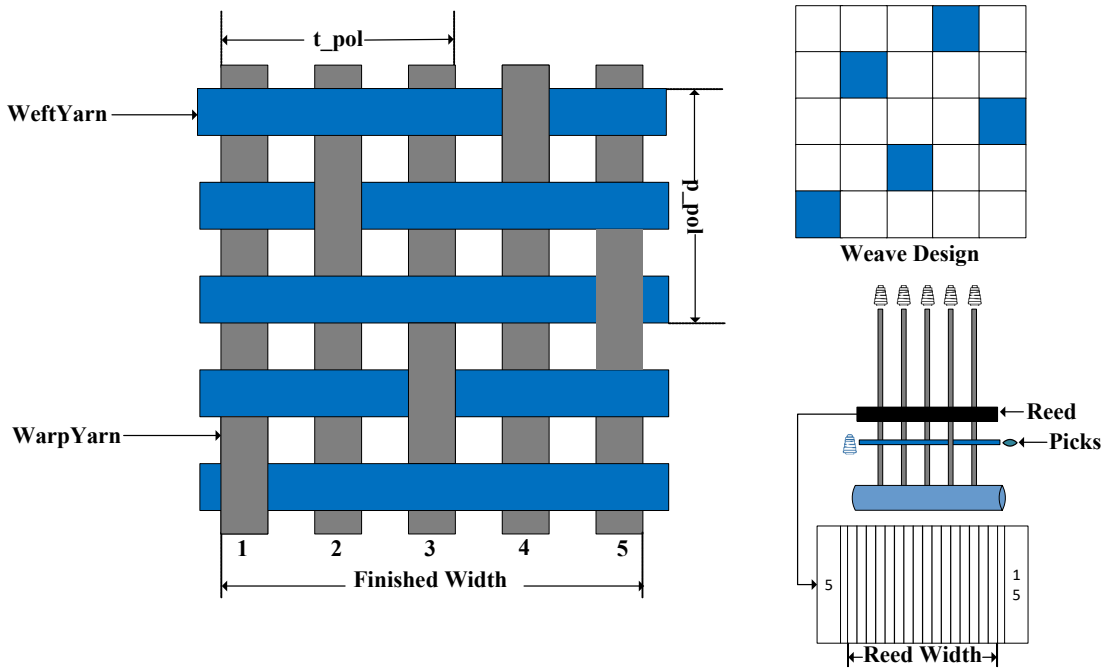 t_pol
WeftYarn
p_pol
WarpYarn
1 2 3 4 5
Finished Width
Weave Design
Reed
Picks
5
1
5
Reed Width